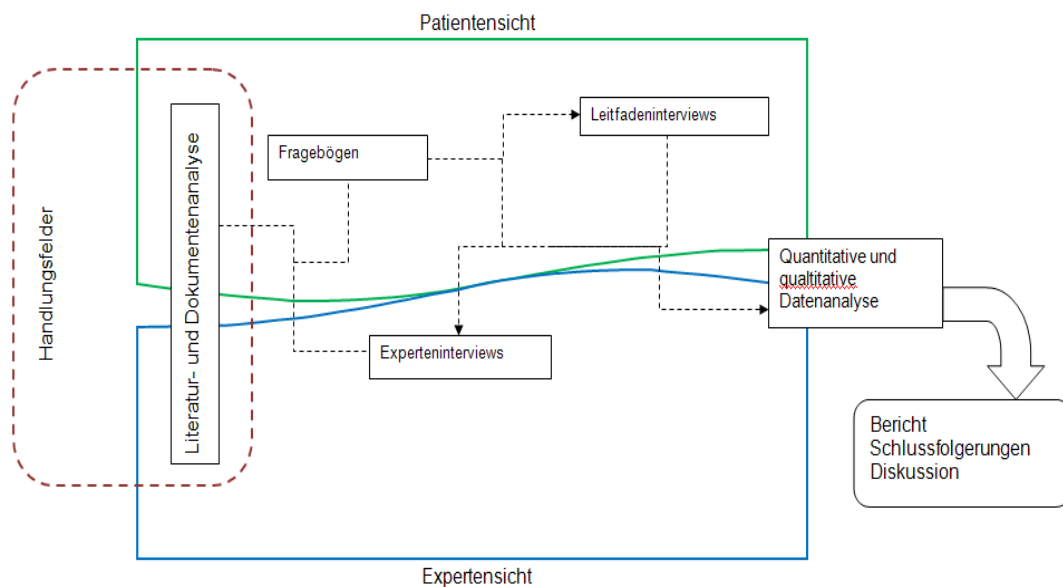 Patientensicht
Handlungsfelder
Literatur- und Dokumentenanalyse
Fragebögen
Leitfadeninterviews
Experteninterviews
Quantitative und
qualtitative
Datenanalyse
Bericht
Schlussfolgerungen
Diskussion
Expertensicht